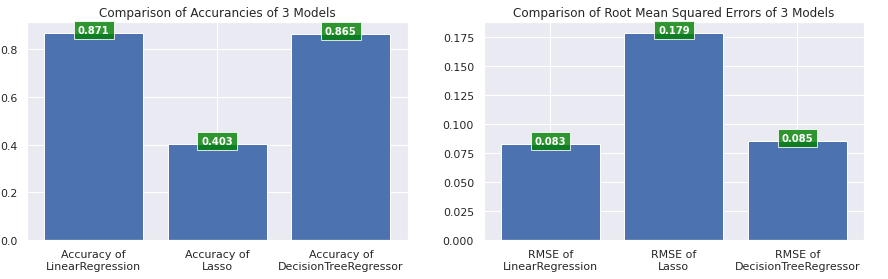 Comparison of Accurancies of 3 Models
0.8
0.6
0.4
0.2
0.0
0.871
0.403
0.865
Accuracy of
LinearRegression
Accuracy of
Lasso
Accuracy of
DecisionTreeRegressor
Comparison of Root Mean Squared Errors of 3 Models
0.175
0.150
0.125
0.100
0.075
0.050
0.025
0.000
0.083
0.179
0.085
RMSE of
LinearRegression
RMSE of
Lasso
RMSE of
DecisionTreeRegressor